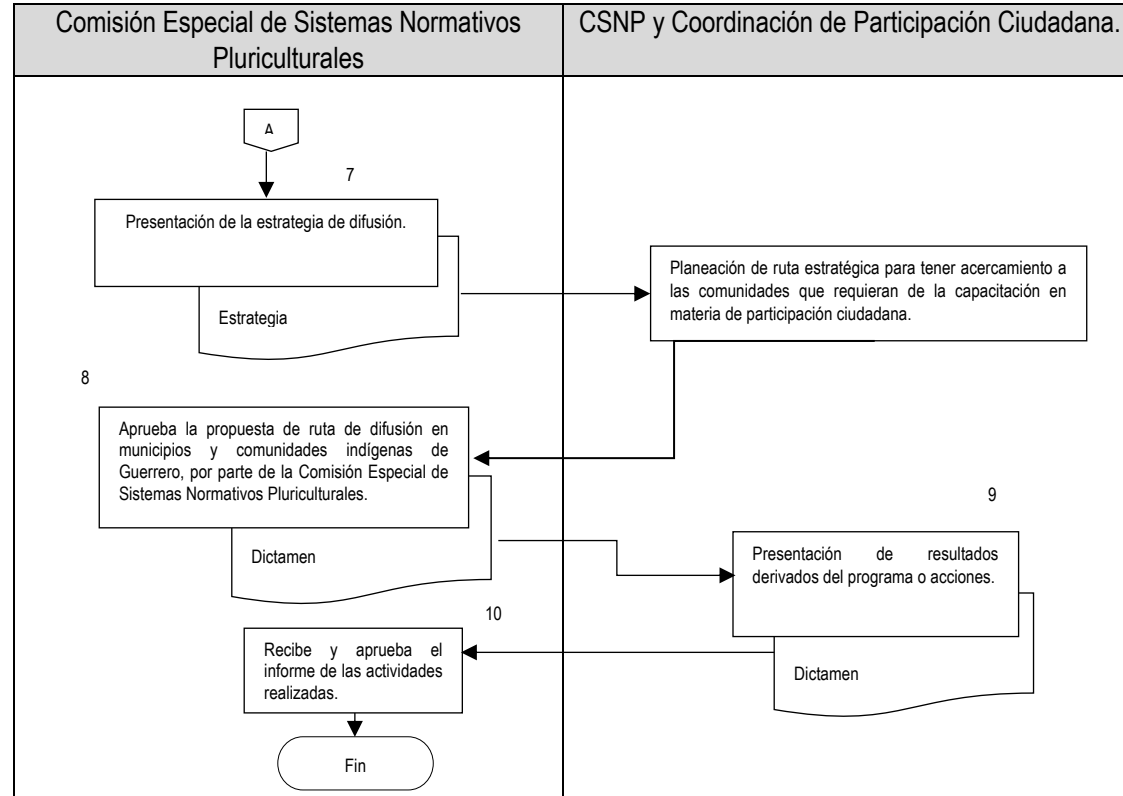 Comisión Especial de Sistemas Normativos
Pluriculturales
CSNP y Coordinación de Participación Ciudadana.
A
7
Presentación de la estrategia de difusión.
Estrategia
Planeación de ruta estratégica para tener acercamiento a
las comunidades que requieran de la capacitación en
materia de participación ciudadana.
8
Aprueba la propuesta de ruta de difusión en
municipios y comunidades indígenas de
Guerrero, por parte de la Comisión Especial de
Sistemas Normativos Pluriculturales.
Dictamen
9
Presentación de resultados
derivados del programa o acciones.
Dictamen
10
Recibe y aprueba el
informe de las actividades
realizadas.
Fin